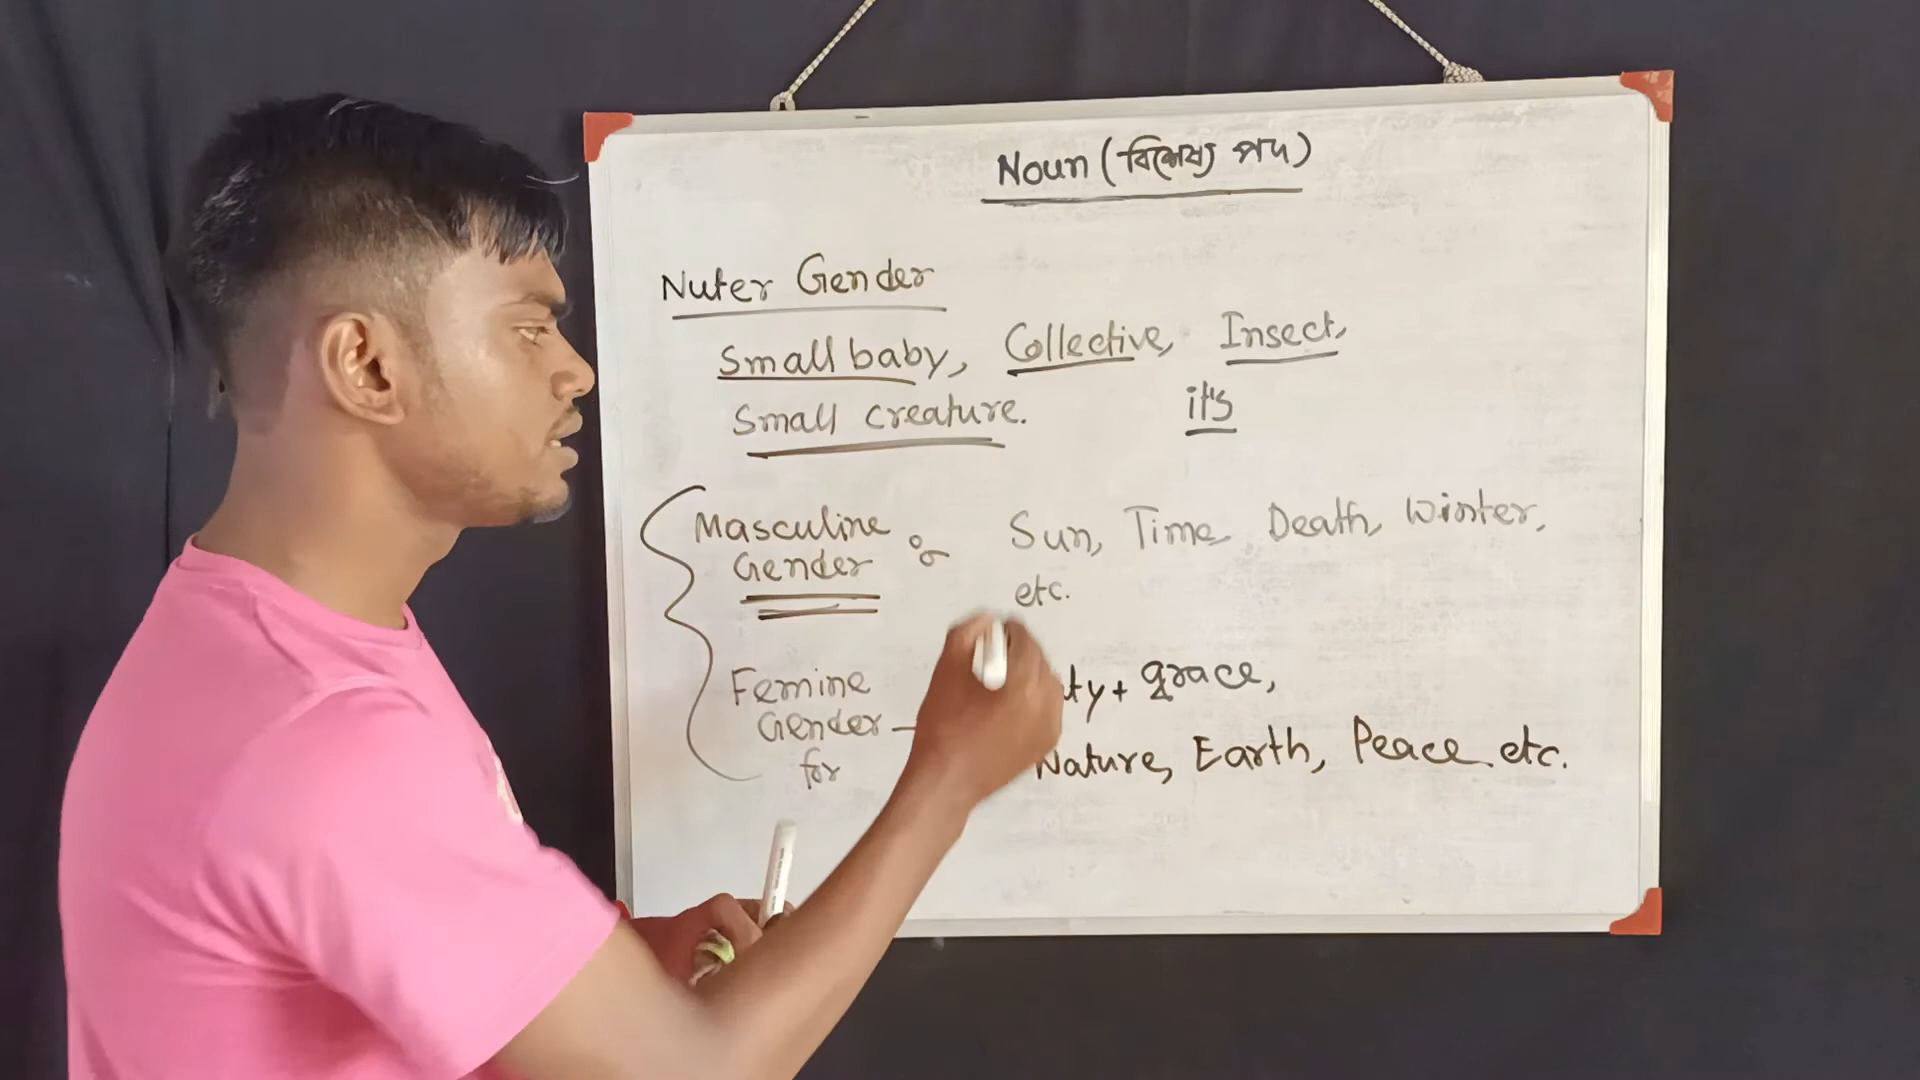 Noun (বিশেষ্য পদ)
Nuter Gender
Small baby, Collective, Insect,
Small creature. it's
Masculine Gender : Sun, Time, Death, Winter,
etc.
Femine
Gender — ty + grace,
for Nature, Earth, Peace etc.